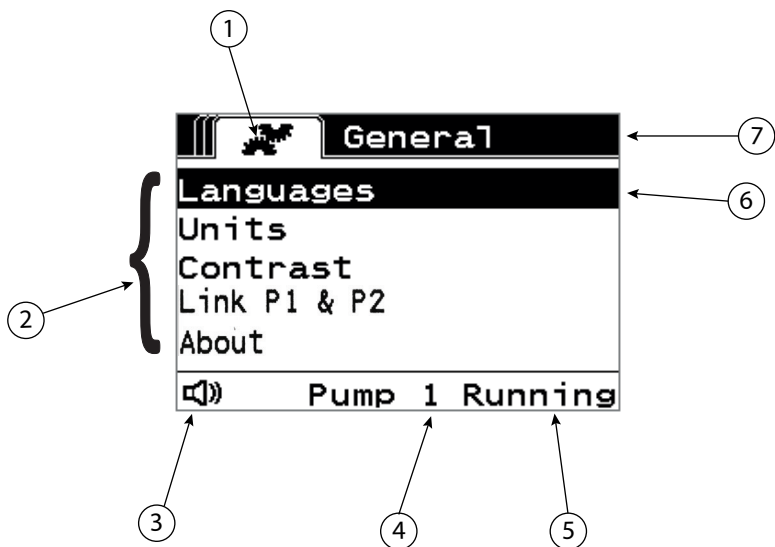 1
General
7
Languages
6
Units
Contrast
Link P1 & P2
2
About
Pump 1 Running
3
4
5